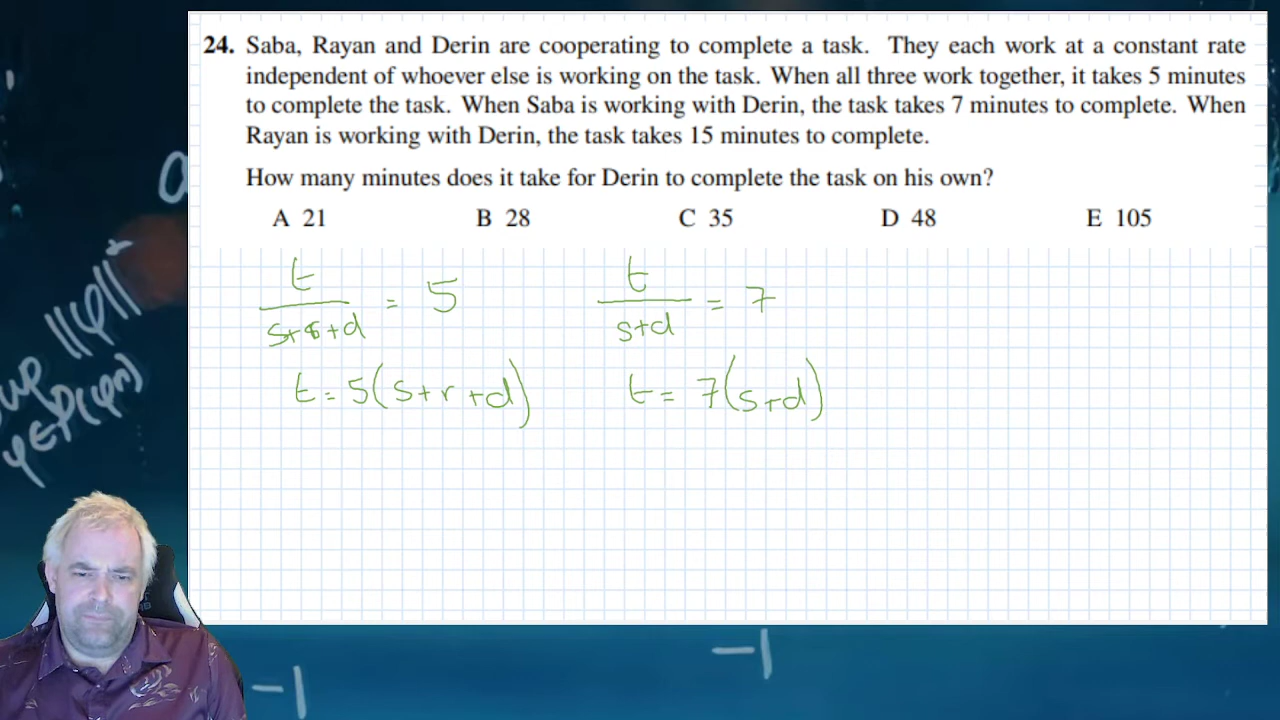 24. Saba, Rayan and Derin are cooperating to complete a task. They each work at a constant rate
independent of whoever else is working on the task. When all three work together, it takes 5 minutes
to complete the task. When Saba is working with Derin, the task takes 7 minutes to complete. When
Rayan is working with Derin, the task takes 15 minutes to complete.
How many minutes does it take for Derin to complete the task on his own?
A 21 B 28 C 35 D 48 E 105
t/(s+r+d) = 5 t/(s+d) = 7
t = 5(s+r+d) t = 7(s+d)
||φ||
φEP(φn)
-1
-1